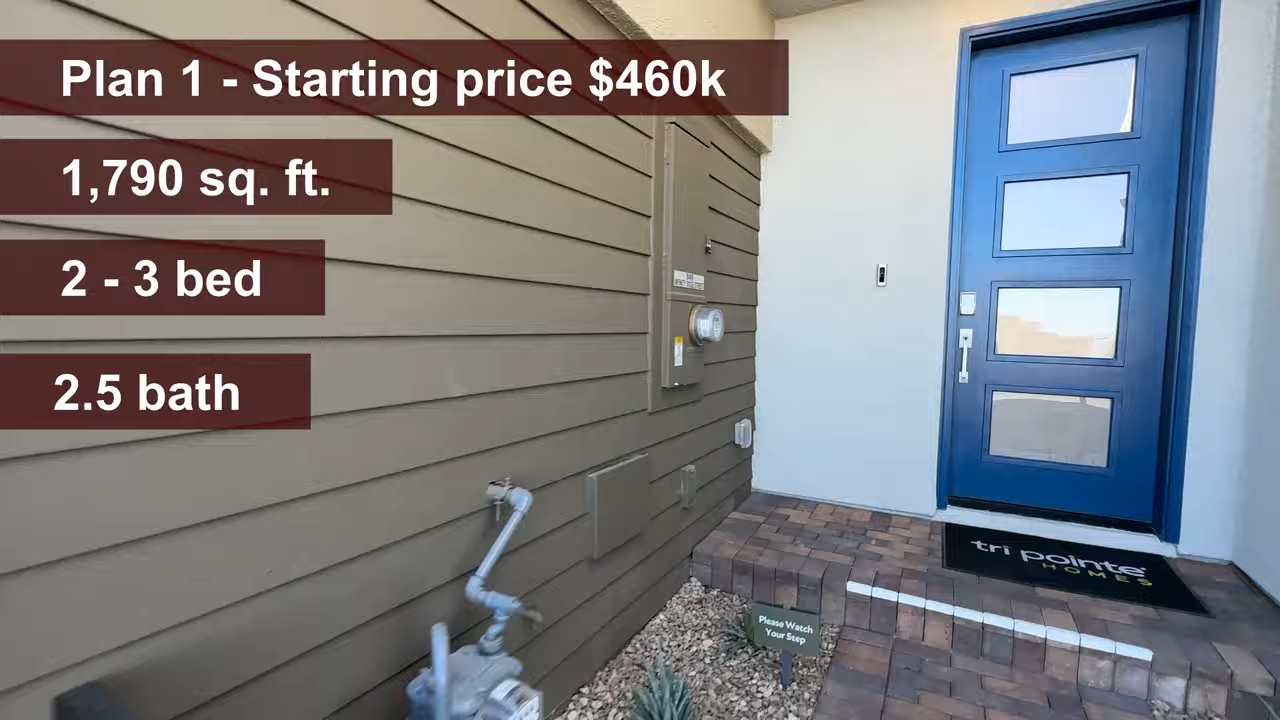 Plan 1 - Starting price $460k
1,790 sq. ft.
2 - 3 bed
2.5 bath
tri pointe
HOMES
Please Watch
Your Step